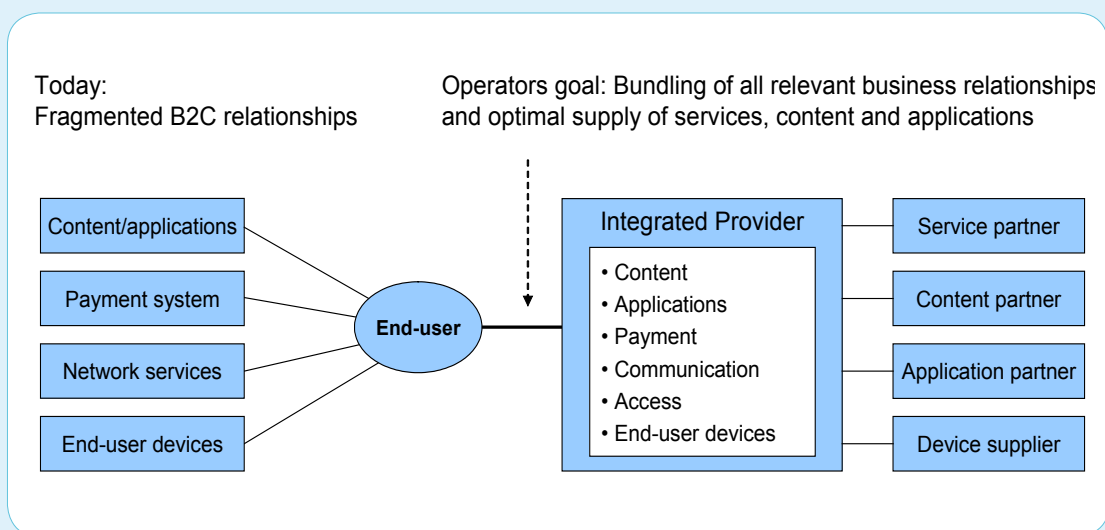 Today:
Fragmented B2C relationships
Operators goal: Bundling of all relevant business relationships
and optimal supply of services, content and applications
Content/applications
Payment system
Network services
End-user devices
End-user
Integrated Provider
• Content
• Applications
• Payment
• Communication
• Access
• End-user devices
Service partner
Content partner
Application partner
Device supplier